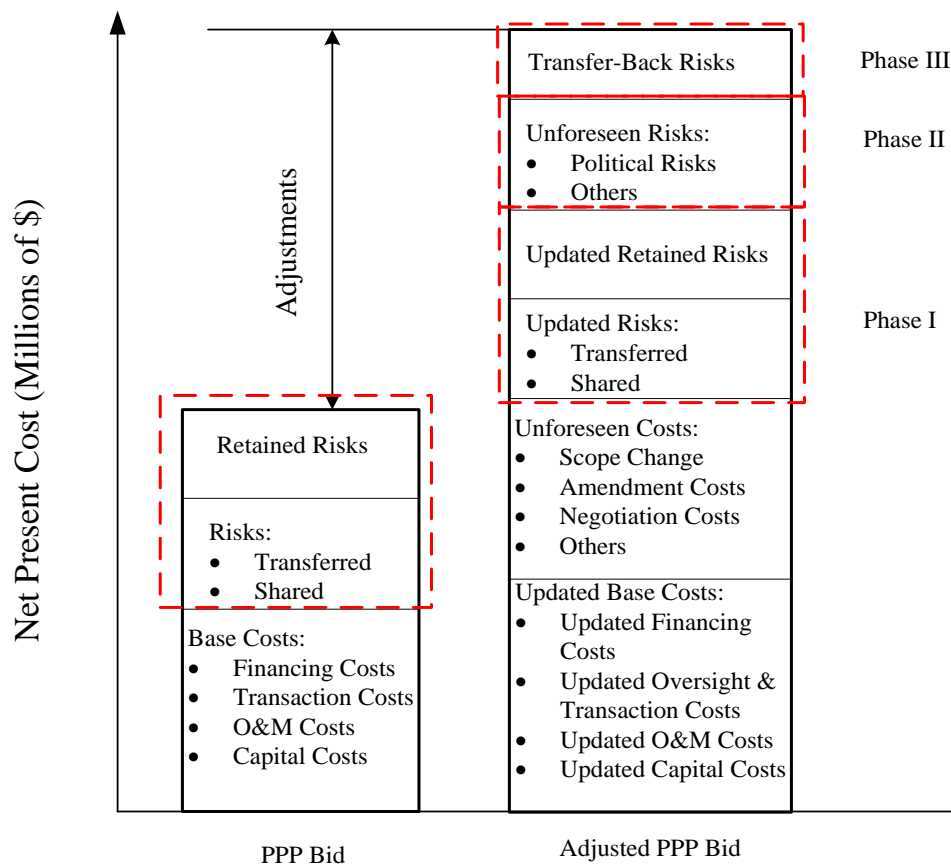 Net Present Cost (Millions of $)
Adjustments
Retained Risks
Risks:
• Transferred
• Shared
Base Costs:
• Financing Costs
• Transaction Costs
• O&M Costs
• Capital Costs
PPP Bid
Transfer-Back Risks
Unforeseen Risks:
• Political Risks
• Others
Updated Retained Risks
Updated Risks:
• Transferred
• Shared
Unforeseen Costs:
• Scope Change
• Amendment Costs
• Negotiation Costs
• Others
Updated Base Costs:
• Updated Financing
Costs
• Updated Oversight &
Transaction Costs
• Updated O&M Costs
• Updated Capital Costs
Adjusted PPP Bid
Phase III
Phase II
Phase I